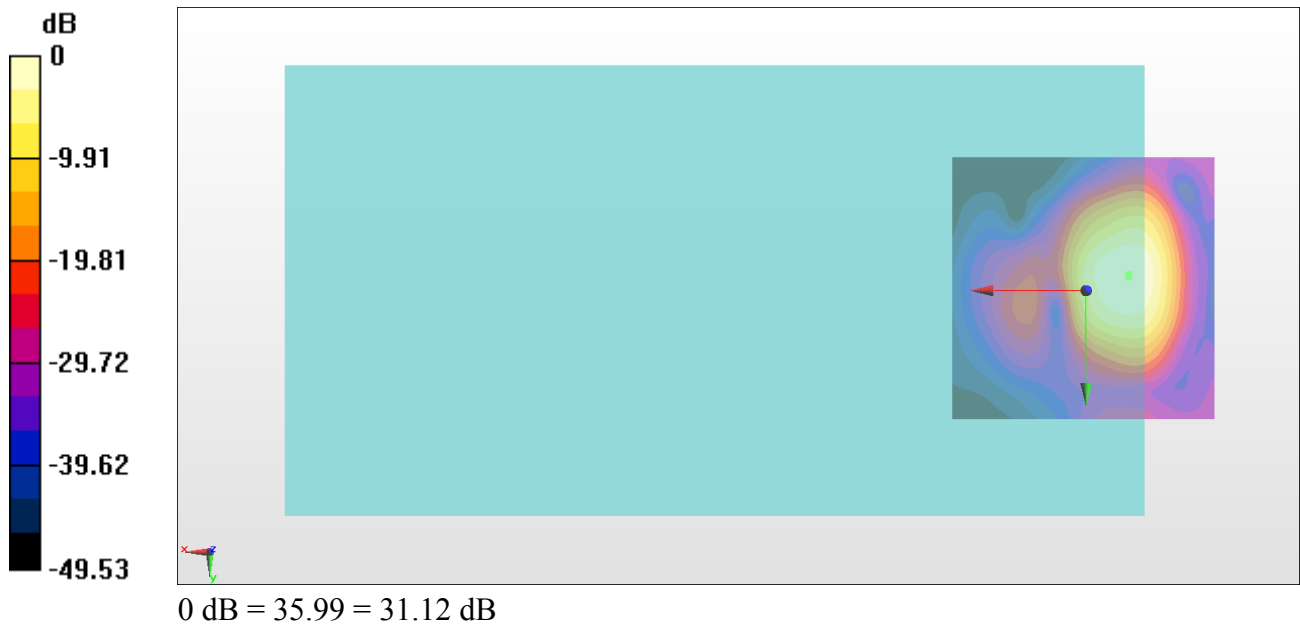 dB
0
-9.91
-19.81
-29.72
-39.62
-49.53
x z
y
0 dB = 35.99 = 31.12 dB